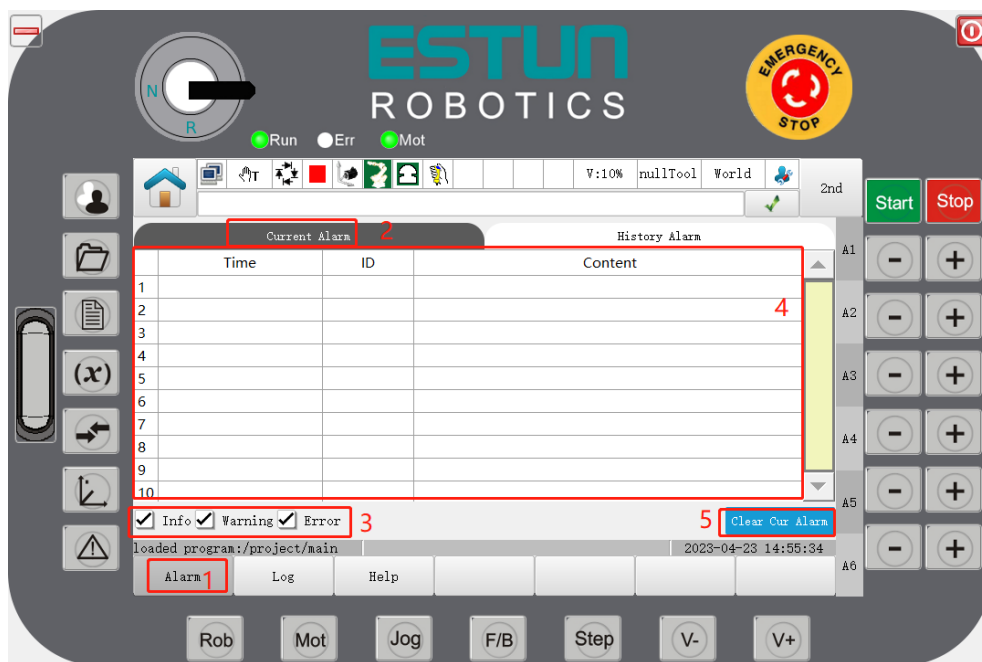 ESTUN
ROBOTICS
EMERGENCY
STOP
N
R
Run Err Mot
T V:10% nullTool World 2nd
Start Stop
Current Alarm 2 History Alarm
A1
Time ID Content
- +
1
2 4 A2
- +
3
4
(x) 5 A3
- +
6
7
8 A4
- +
9
10
A5
- +
Info Warning Error 3 5 Clear Cur Alarm
loaded program:/project/main 2023-04-23 14:55:34
- +
Alarm 1 Log Help A6
Rob Mot Jog F/B Step V- V+